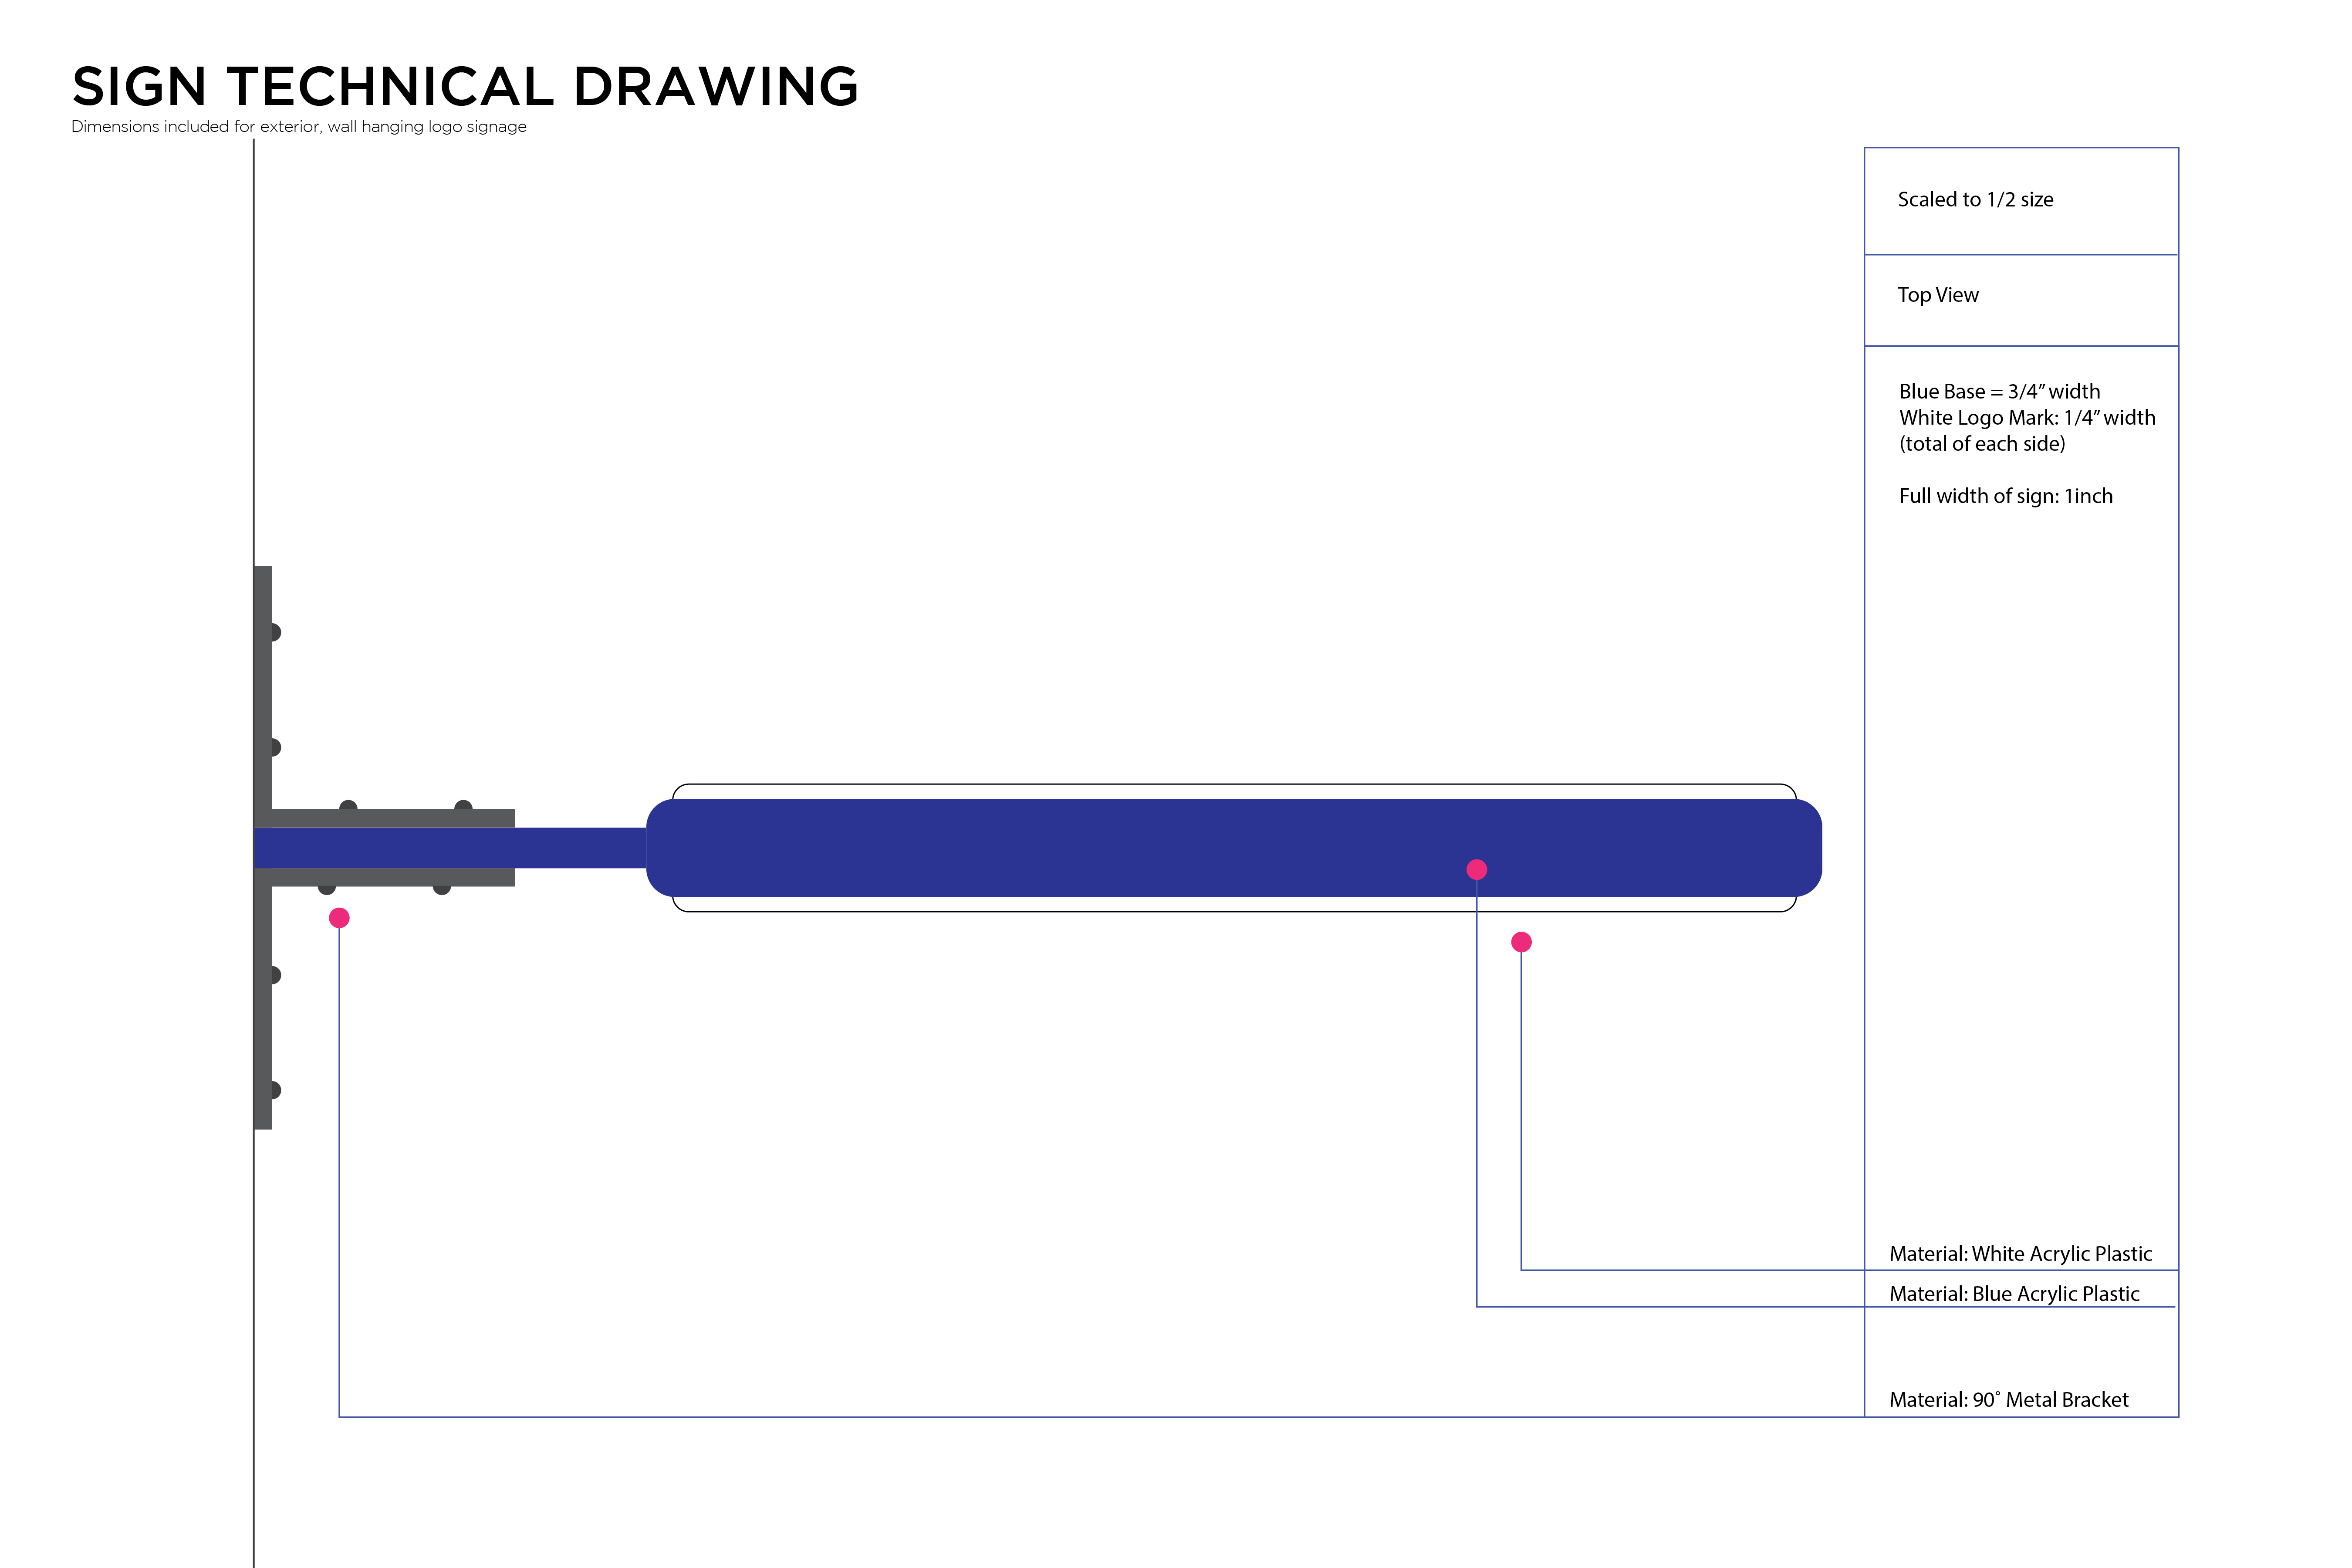 SIGN TECHNICAL DRAWING
Dimensions included for exterior, wall hanging logo signage
Scaled to 1/2 size
Top View
Blue Base = 3/4” width
White Logo Mark: 1/4” width
(total of each side)
Full width of sign: 1inch
Material: White Acrylic Plastic
Material: Blue Acrylic Plastic
Material: 90˚ Metal Bracket